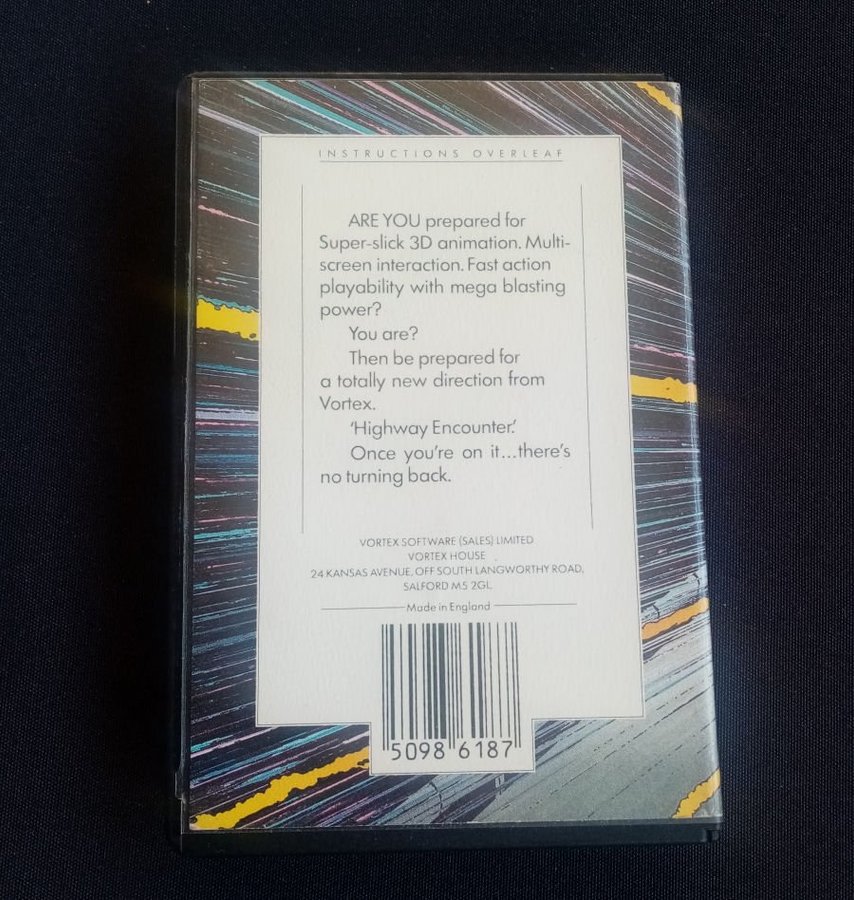 INSTRUCTIONS OVERLEAF
ARE YOU prepared for
Super-slick 3D animation. Multi-
screen interaction. Fast action
playability with mega blasting
power?
You are?
Then be prepared for
a totally new direction from
Vortex.
'Highway Encounter.'
Once you're on it...there's
no turning back.
VORTEX SOFTWARE (SALES) LIMITED
VORTEX HOUSE
24 KANSAS AVENUE, OFF SOUTH LANGWORTHY ROAD,
SALFORD M5 2GL.
Made in England
5098 6187